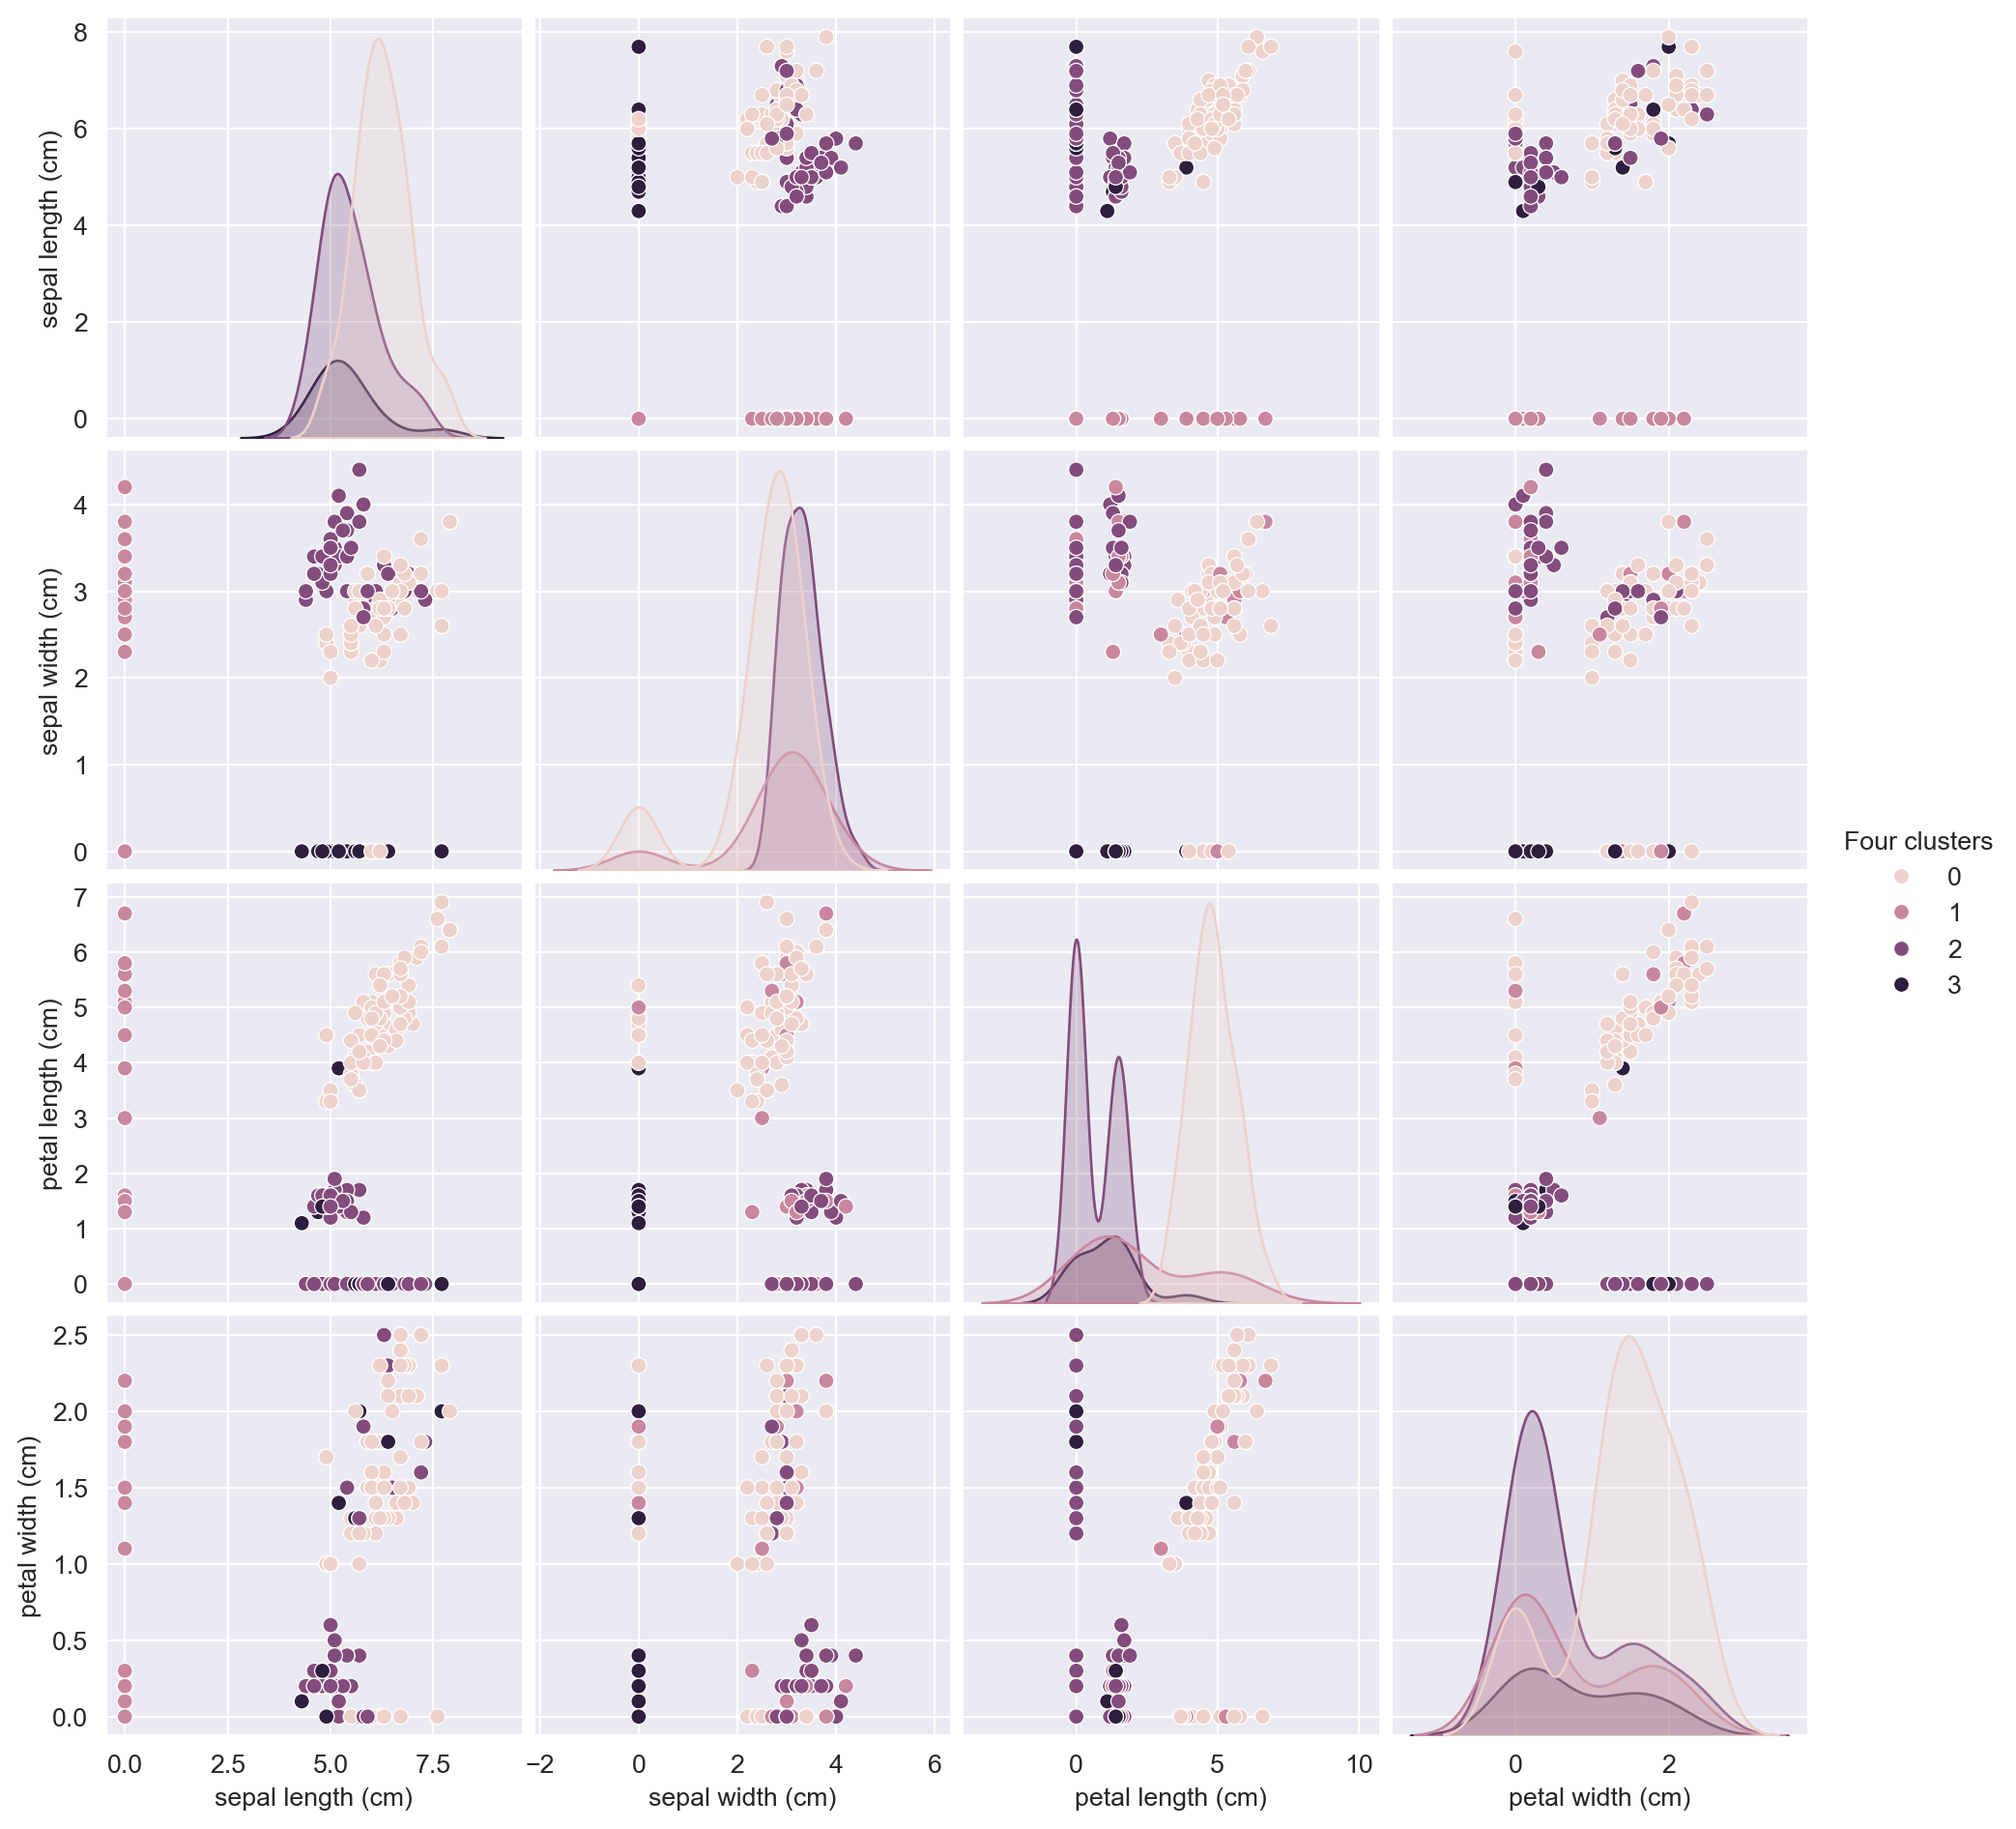 8
6
4
2
0
sepal length (cm)
4
3
2
1
0
sepal width (cm)
7
6
5
4
3
2
1
0
petal length (cm)
2.5
2.0
1.5
1.0
0.5
0.0
petal width (cm)
0.0 2.5 5.0 7.5
sepal length (cm)
−2 0 2 4 6
sepal width (cm)
0 5 10
petal length (cm)
0 2
petal width (cm)
Four clusters
0
1
2
3